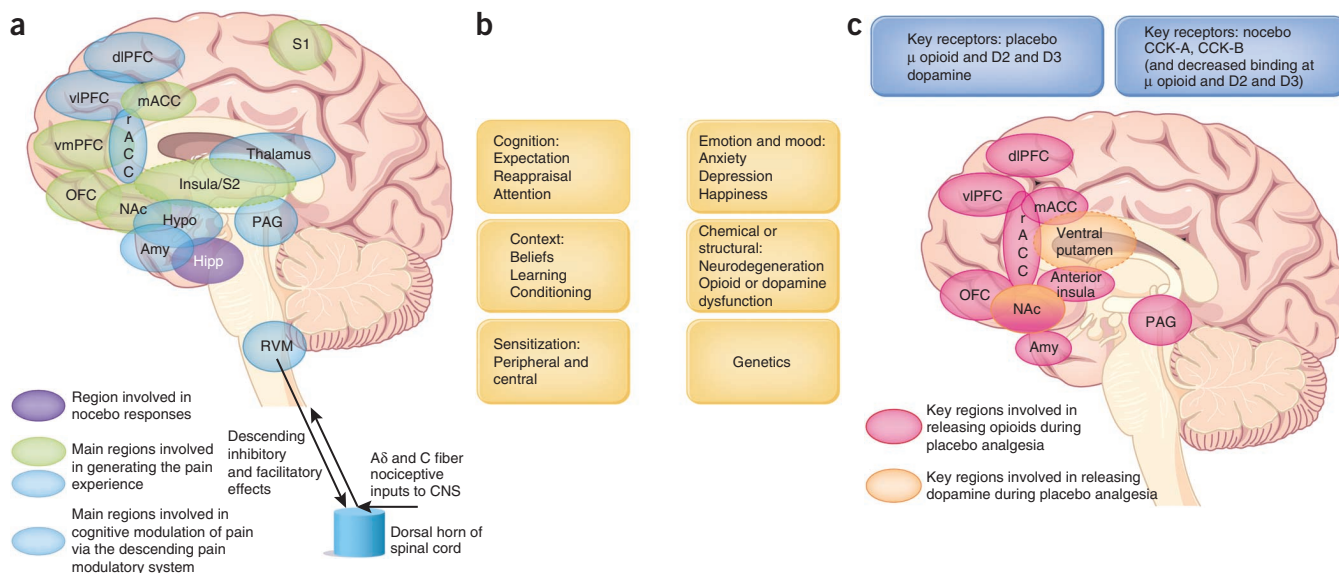 a
S1
dlPFC
vlPFC
mACC
r
A
C
C
vmPFC
Thalamus
Insula/S2
OFC
NAc
Hypo
PAG
Amy
Hipp
RVM
Region involved in
nocebo responses
Main regions involved
in generating the pain
experience
Main regions involved in
cognitive modulation of pain
via the descending pain
modulatory system
Descending
inhibitory
and facilitatory
effects
Aδ and C fiber
nociceptive
inputs to CNS
Dorsal horn of
spinal cord
b
Cognition:
Expectation
Reappraisal
Attention
Emotion and mood:
Anxiety
Depression
Happiness
Context:
Beliefs
Learning
Conditioning
Chemical or
structural:
Neurodegeneration
Opioid or dopamine
dysfunction
Sensitization:
Peripheral and
central
Genetics
c
Key receptors: placebo
μ opioid and D2 and D3
dopamine
Key receptors: nocebo
CCK-A, CCK-B
(and decreased binding at
μ opioid and D2 and D3)
dlPFC
vlPFC
mACC
r
A
C
C
Ventral
putamen
Anterior
insula
OFC
NAc
PAG
Amy
Key regions involved in
releasing opioids during
placebo analgesia
Key regions involved in releasing
dopamine during placebo analgesia